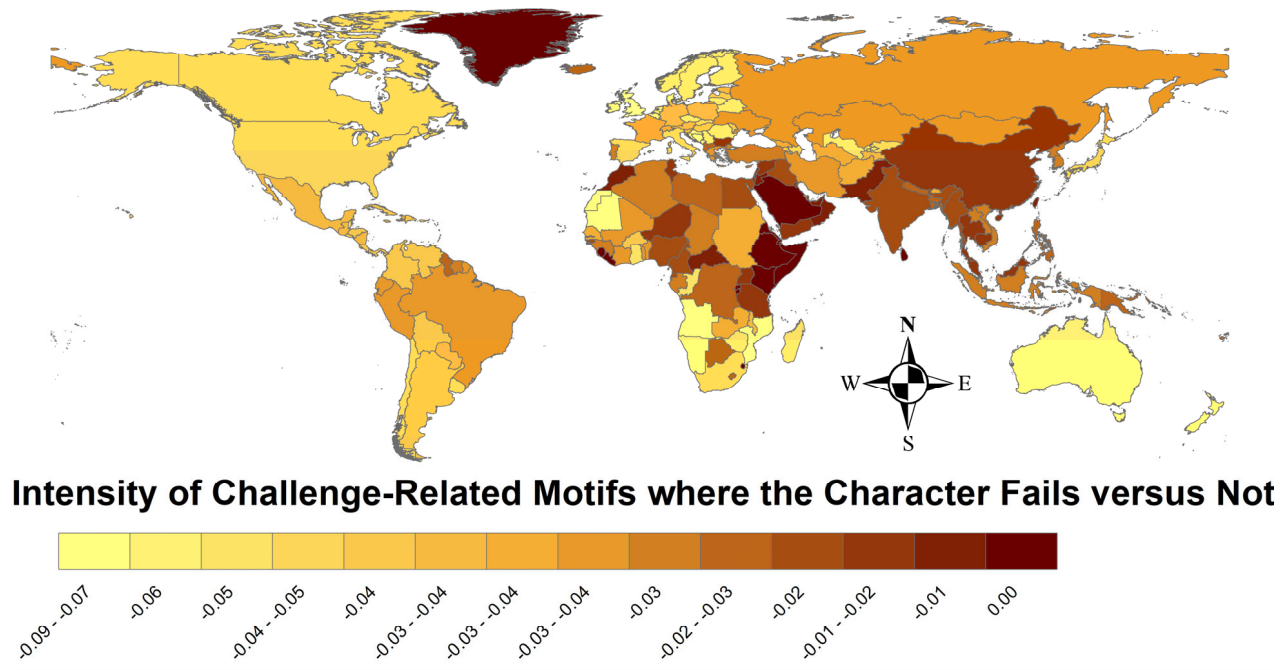 N
W E
S
Intensity of Challenge-Related Motifs where the Character Fails versus Not
-0.09 - -0.07
-0.06
-0.05
-0.04 - -0.05
-0.04
-0.03 - -0.04
-0.03 - -0.04
-0.03 - -0.04
-0.03
-0.02 - -0.03
-0.02
-0.01 - -0.02
-0.01
0.00